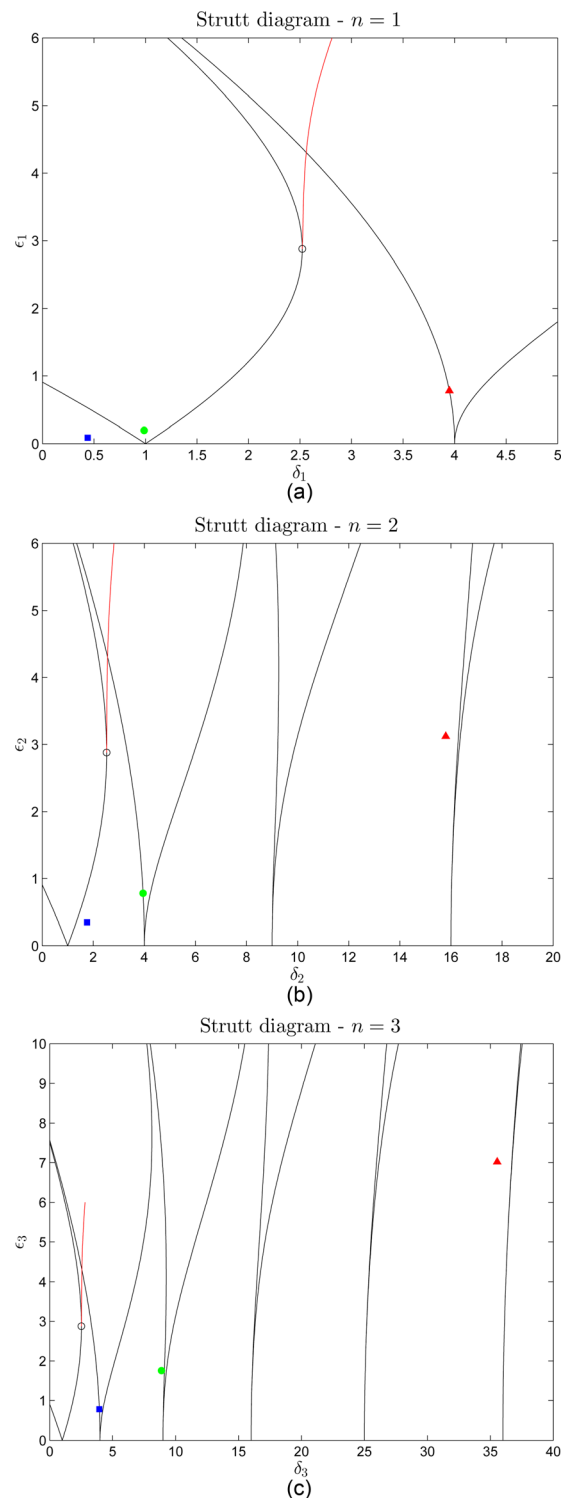 Strutt diagram - n = 1
6
5
4
3
2
1
0
ϵ₁
0 0.5 1 1.5 2 2.5 3 3.5 4 4.5 5
δ₁
(a)
Strutt diagram - n = 2
6
5
4
3
2
1
0
ϵ₂
0 2 4 6 8 10 12 14 16 18 20
δ₂
(b)
Strutt diagram - n = 3
10
9
8
7
6
5
4
3
2
1
0
ϵ₃
0 5 10 15 20 25 30 35 40
δ₃
(c)